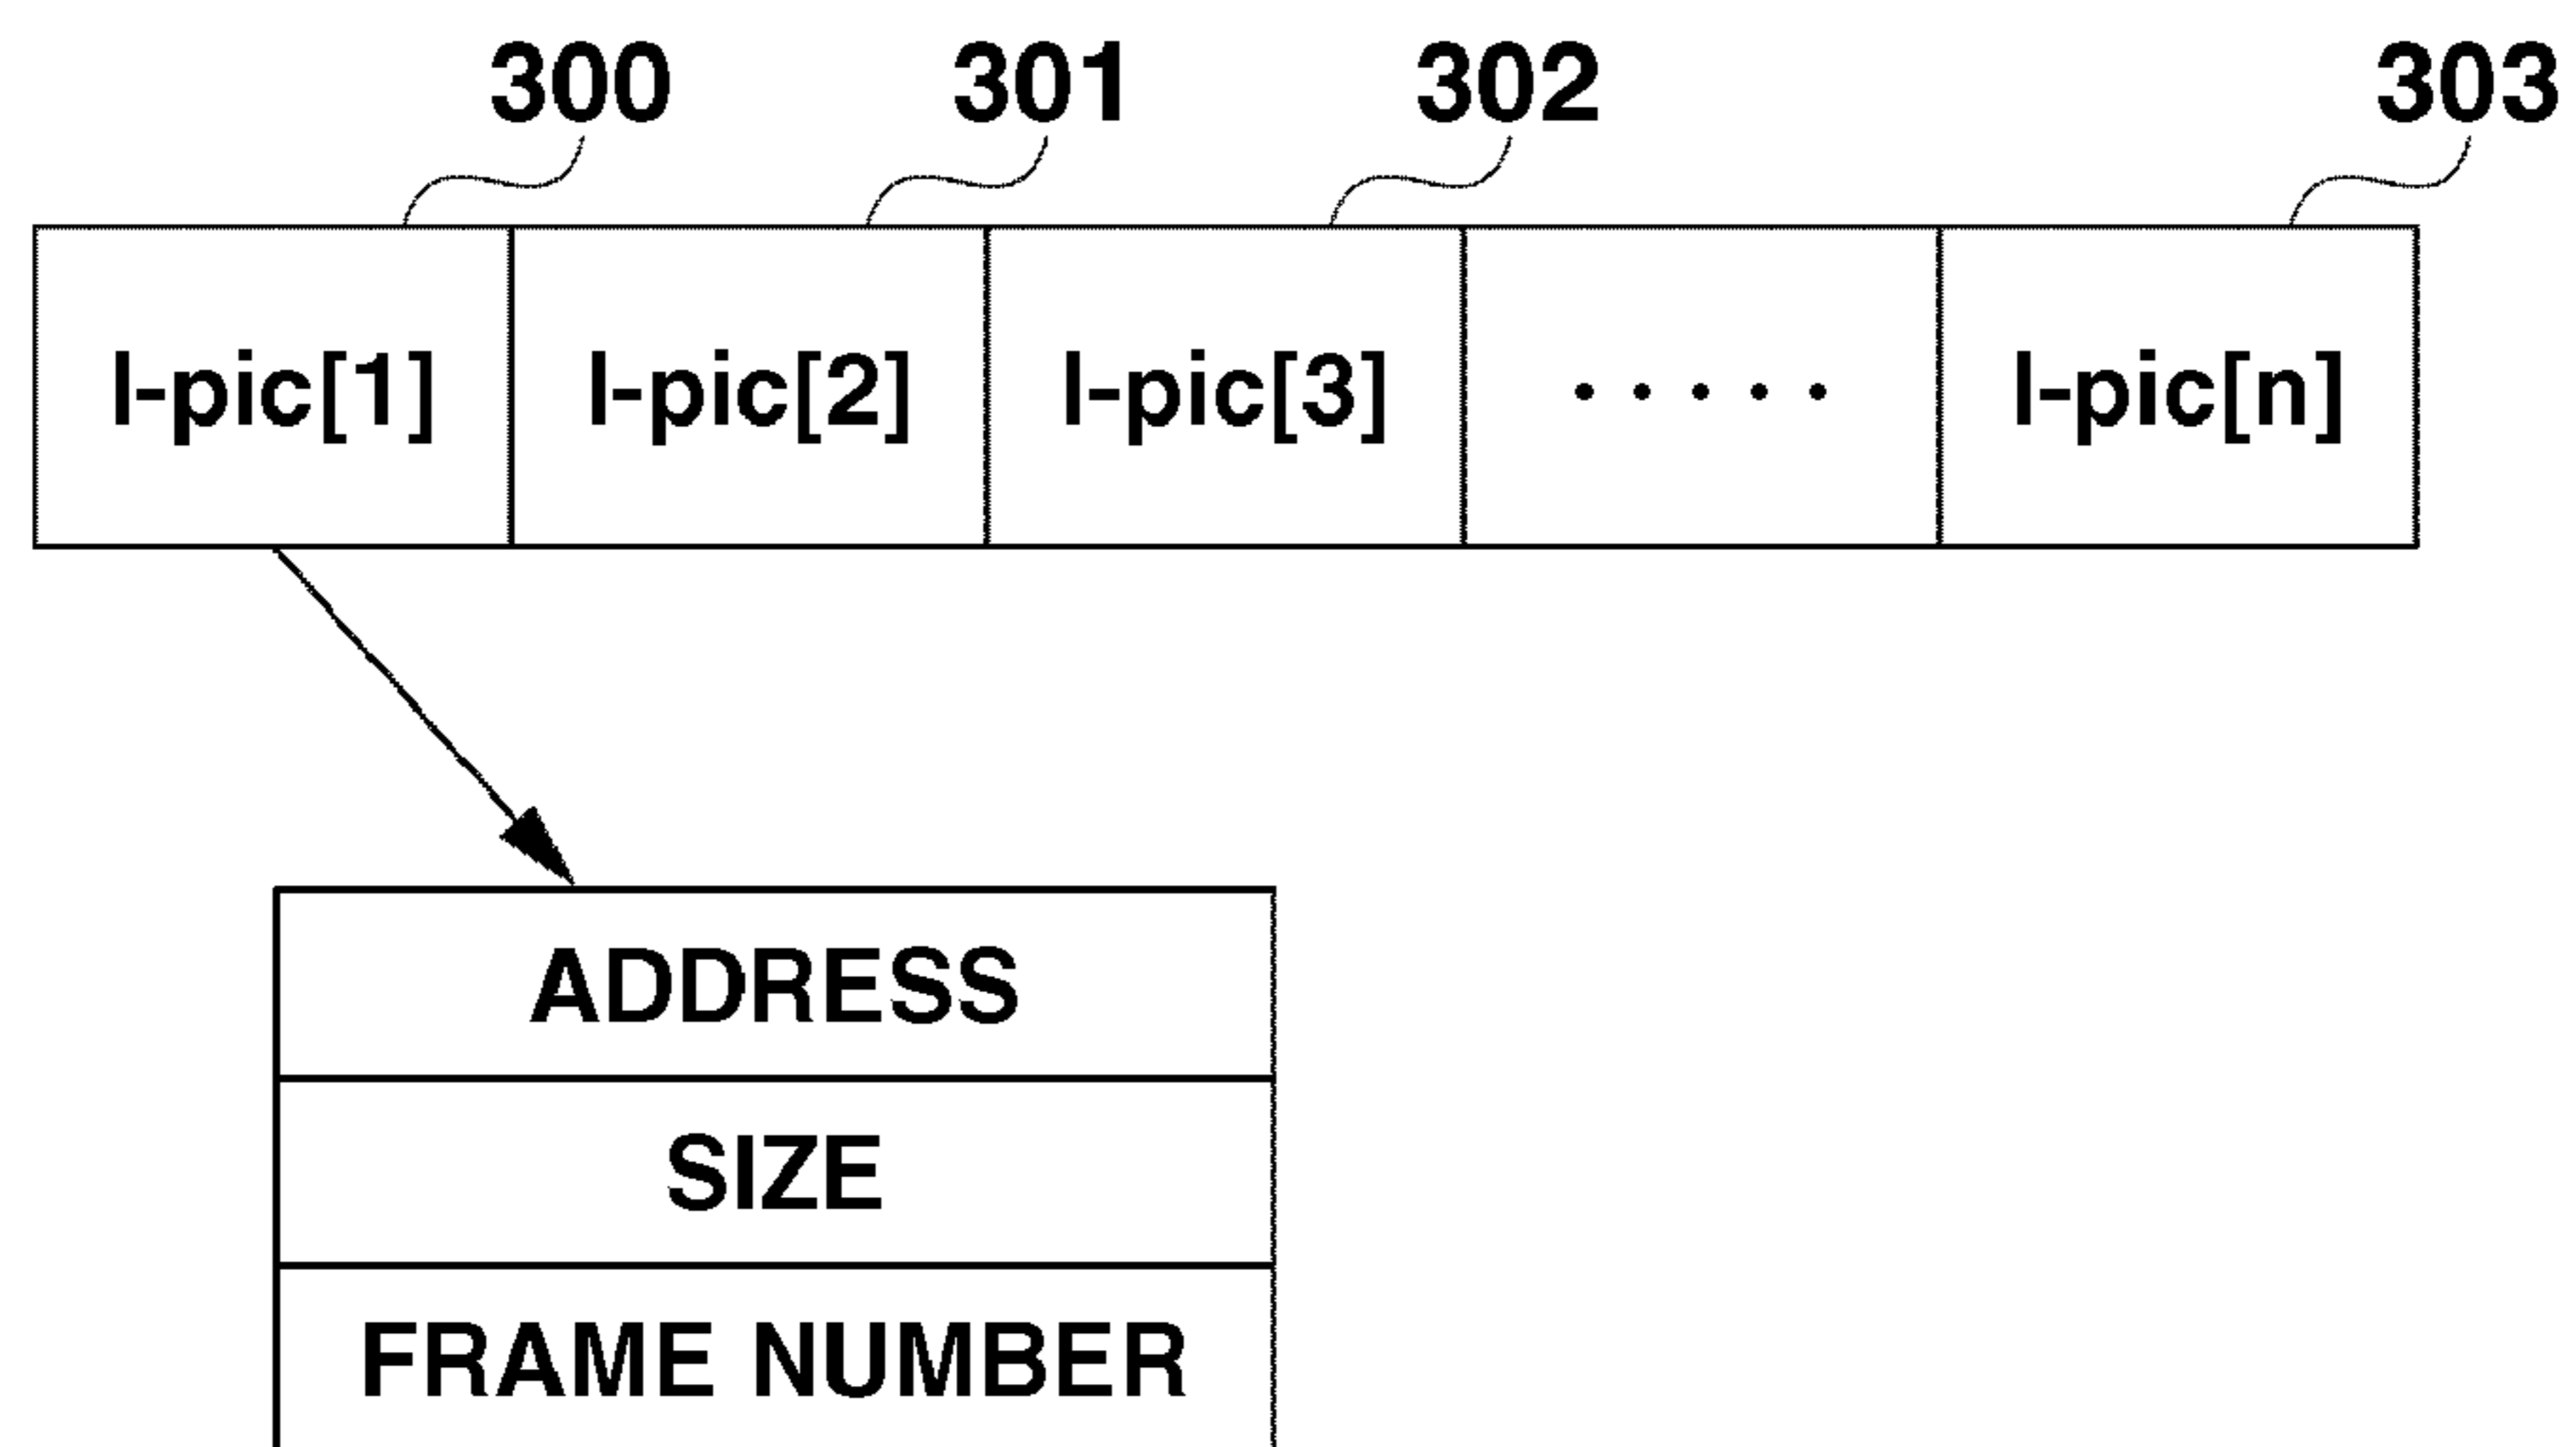 300 301 302 303
I-pic[1] I-pic[2] I-pic[3] ····· I-pic[n]
ADDRESS
SIZE
FRAME NUMBER